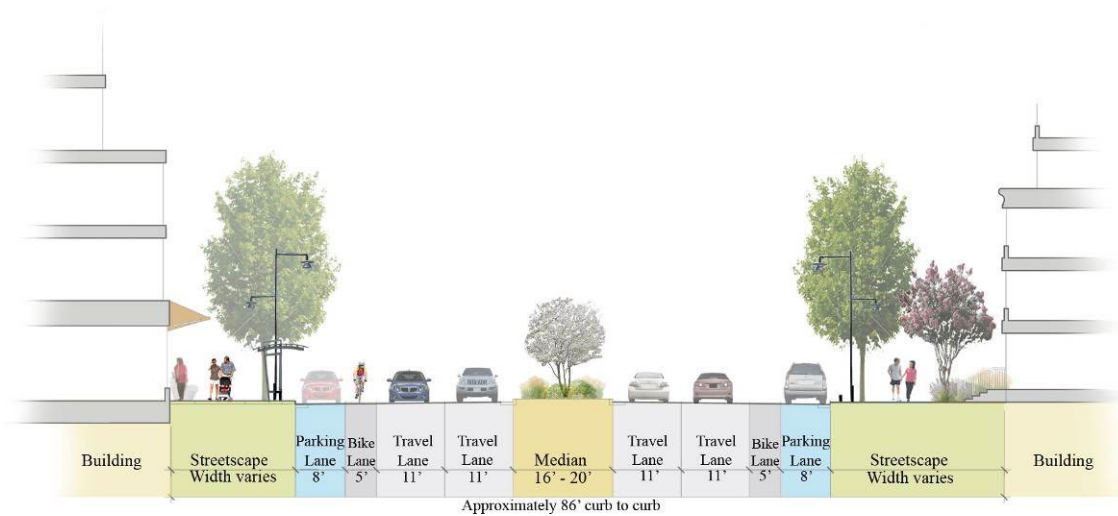 Building
Streetscape
Width varies
Parking
Lane
8'
Bike
Lane
5'
Travel
Lane
11'
Travel
Lane
11'
Median
16' - 20'
Travel
Lane
11'
Travel
Lane
11'
Bike
Lane
5'
Parking
Lane
8'
Streetscape
Width varies
Building
Approximately 86' curb to curb